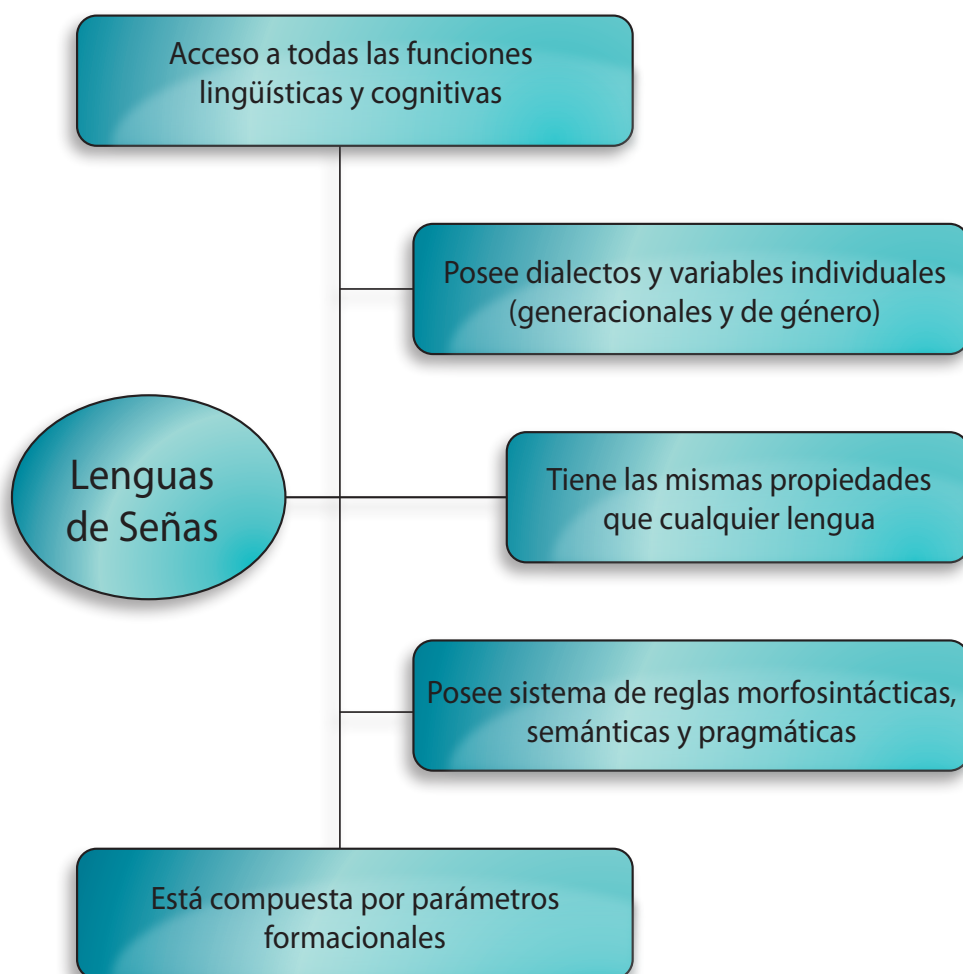 Acceso a todas las funciones
lingüísticas y cognitivas
Posee dialectos y variables individuales
(generacionales y de género)
Lenguas
de Señas
Tiene las mismas propiedades
que cualquier lengua
Posee sistema de reglas morfosintácticas,
semánticas y pragmáticas
Está compuesta por parámetros
formacionales